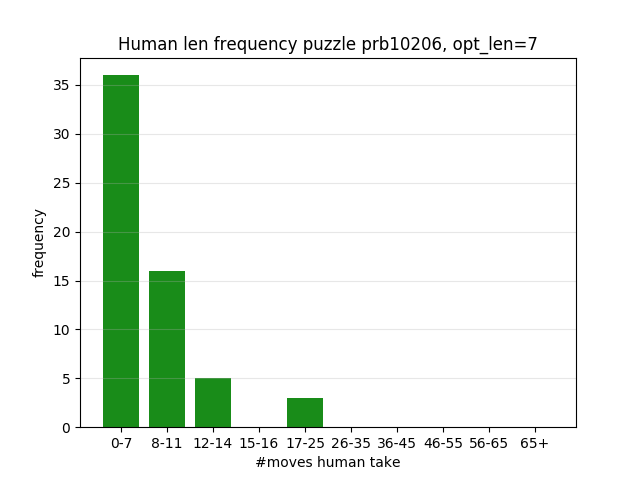 Human len frequency puzzle prb10206, opt_len=7
35
30
25
20
15
10
5
0
frequency
0-7 8-11 12-14 15-16 17-25 26-35 36-45 46-55 56-65 65+
#moves human take